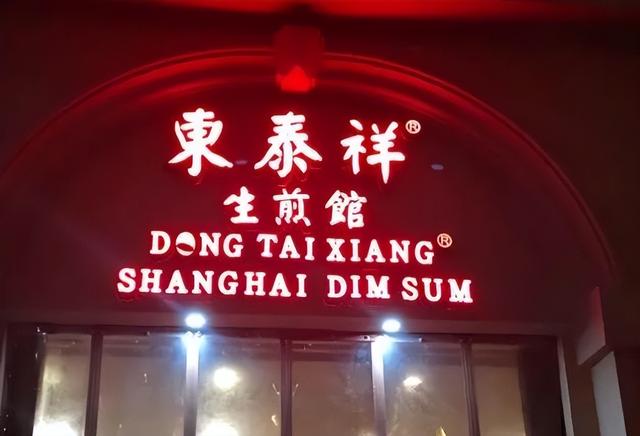 東泰祥®
生煎館
DONG TAI XIANG®
SHANGHAI DIM SUM